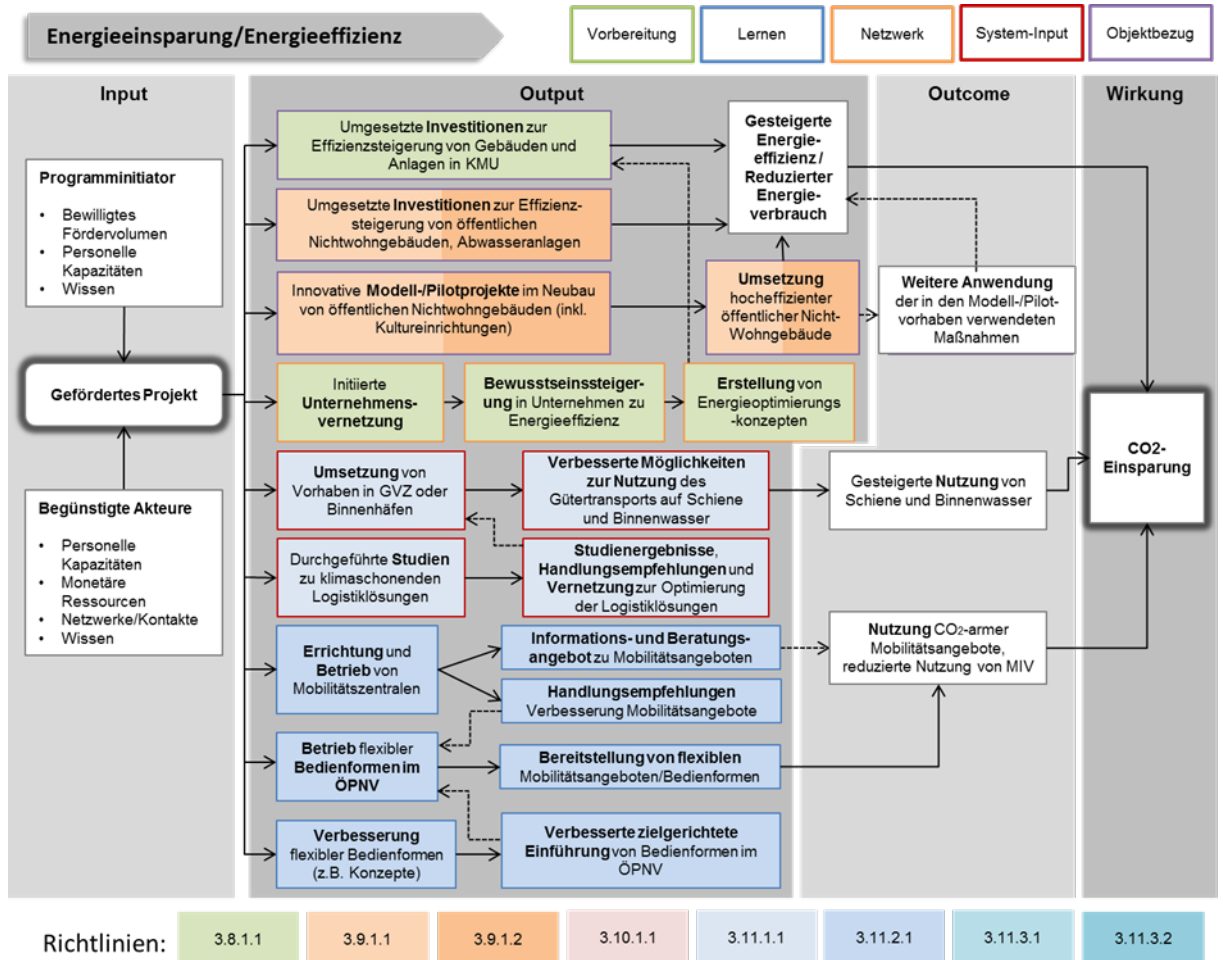 Energieeinsparung/Energieeffizienz
Vorbereitung
Lernen
Netzwerk
System-Input
Objektbezug
Input
Output
Outcome
Wirkung
Programminitiator
• Bewilligtes
Fördervolumen
• Personelle
Kapazitäten
• Wissen
Gefördertes Projekt
Begünstigte Akteure
• Personelle
Kapazitäten
• Monetäre
Ressourcen
• Netzwerke/Kontakte
• Wissen
Umgesetzte Investitionen zur
Effizienzsteigerung von Gebäuden und
Anlagen in KMU
Gesteigerte
Energie-
effizienz /
Reduzierter
Energie-
verbrauch
Umgesetzte Investitionen zur Effizienz-
steigerung von öffentlichen
Nichtwohngebäuden, Abwasseranlagen
Innovative Modell-/Pilotprojekte im Neubau
von öffentlichen Nichtwohngebäuden (inkl.
Kultureinrichtungen)
Umsetzung
hocheffizienter
öffentlicher Nicht-
Wohngebäude
Weitere Anwendung
der in den Modell-/Pilot-
vorhaben verwendeten
Maßnahmen
Initiierte
Unternehmens-
vernetzung
Bewusstseinssteiger-
ung in Unternehmen zu
Energieeffizienz
Erstellung von
Energieoptimierungs
-konzepten
Umsetzung von
Vorhaben in GVZ oder
Binnenhäfen
Verbesserte Möglichkeiten
zur Nutzung des
Gütertransports auf Schiene
und Binnenwasser
Gesteigerte Nutzung von
Schiene und Binnenwasser
CO2-
Einsparung
Durchgeführte Studien
zu klimaschonenden
Logistiklösungen
Studienergebnisse,
Handlungsempfehlungen und
Vernetzung zur Optimierung
der Logistiklösungen
Errichtung und
Betrieb von
Mobilitätszentralen
Informations- und Beratungs-
angebot zu Mobilitätsangeboten
Nutzung CO2-armer
Mobilitätsangebote,
reduzierte Nutzung von MIV
Handlungsempfehlungen
Verbesserung Mobilitätsangebote
Betrieb flexibler
Bedienformen im
ÖPNV
Bereitstellung von flexiblen
Mobilitätsangeboten/Bedienformen
Verbesserung
flexibler Bedienformen
(z.B. Konzepte)
Verbesserte zielgerichtete
Einführung von Bedienformen im
ÖPNV
Richtlinien:
3.8.1.1
3.9.1.1
3.9.1.2
3.10.1.1
3.11.1.1
3.11.2.1
3.11.3.1
3.11.3.2